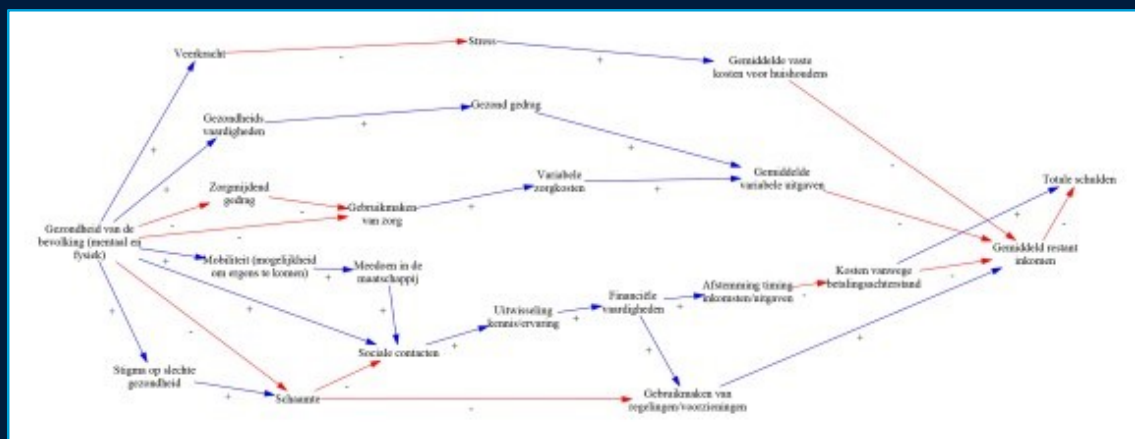 Veerkracht
Stress
Gemiddelde vaste
kosten voor huishoudens
Gezondheids
vaardigheden
Gezond gedrag
Gemiddelde
variabele uitgaven
Variabele
zorgkosten
Totale schulden
Zorgmijdend
gedrag
Gebruikmaken
van zorg
Gezondheid van de
bevolking (mentaal en
fysiek)
Gemiddeld restant
inkomen
Mobiliteit (mogelijkheid
om ergens te komen)
Meedoen in de
maatschappij
Kosten vanwege
betalingsachterstand
Afstemming timing
inkomsten/uitgaven
Financiële
vaardigheden
Uitwisseling
kennis/ervaring
Sociale contacten
Stigma op slechte
gezondheid
Schaamte
Gebruikmaken van
regelingen/voorzieningen